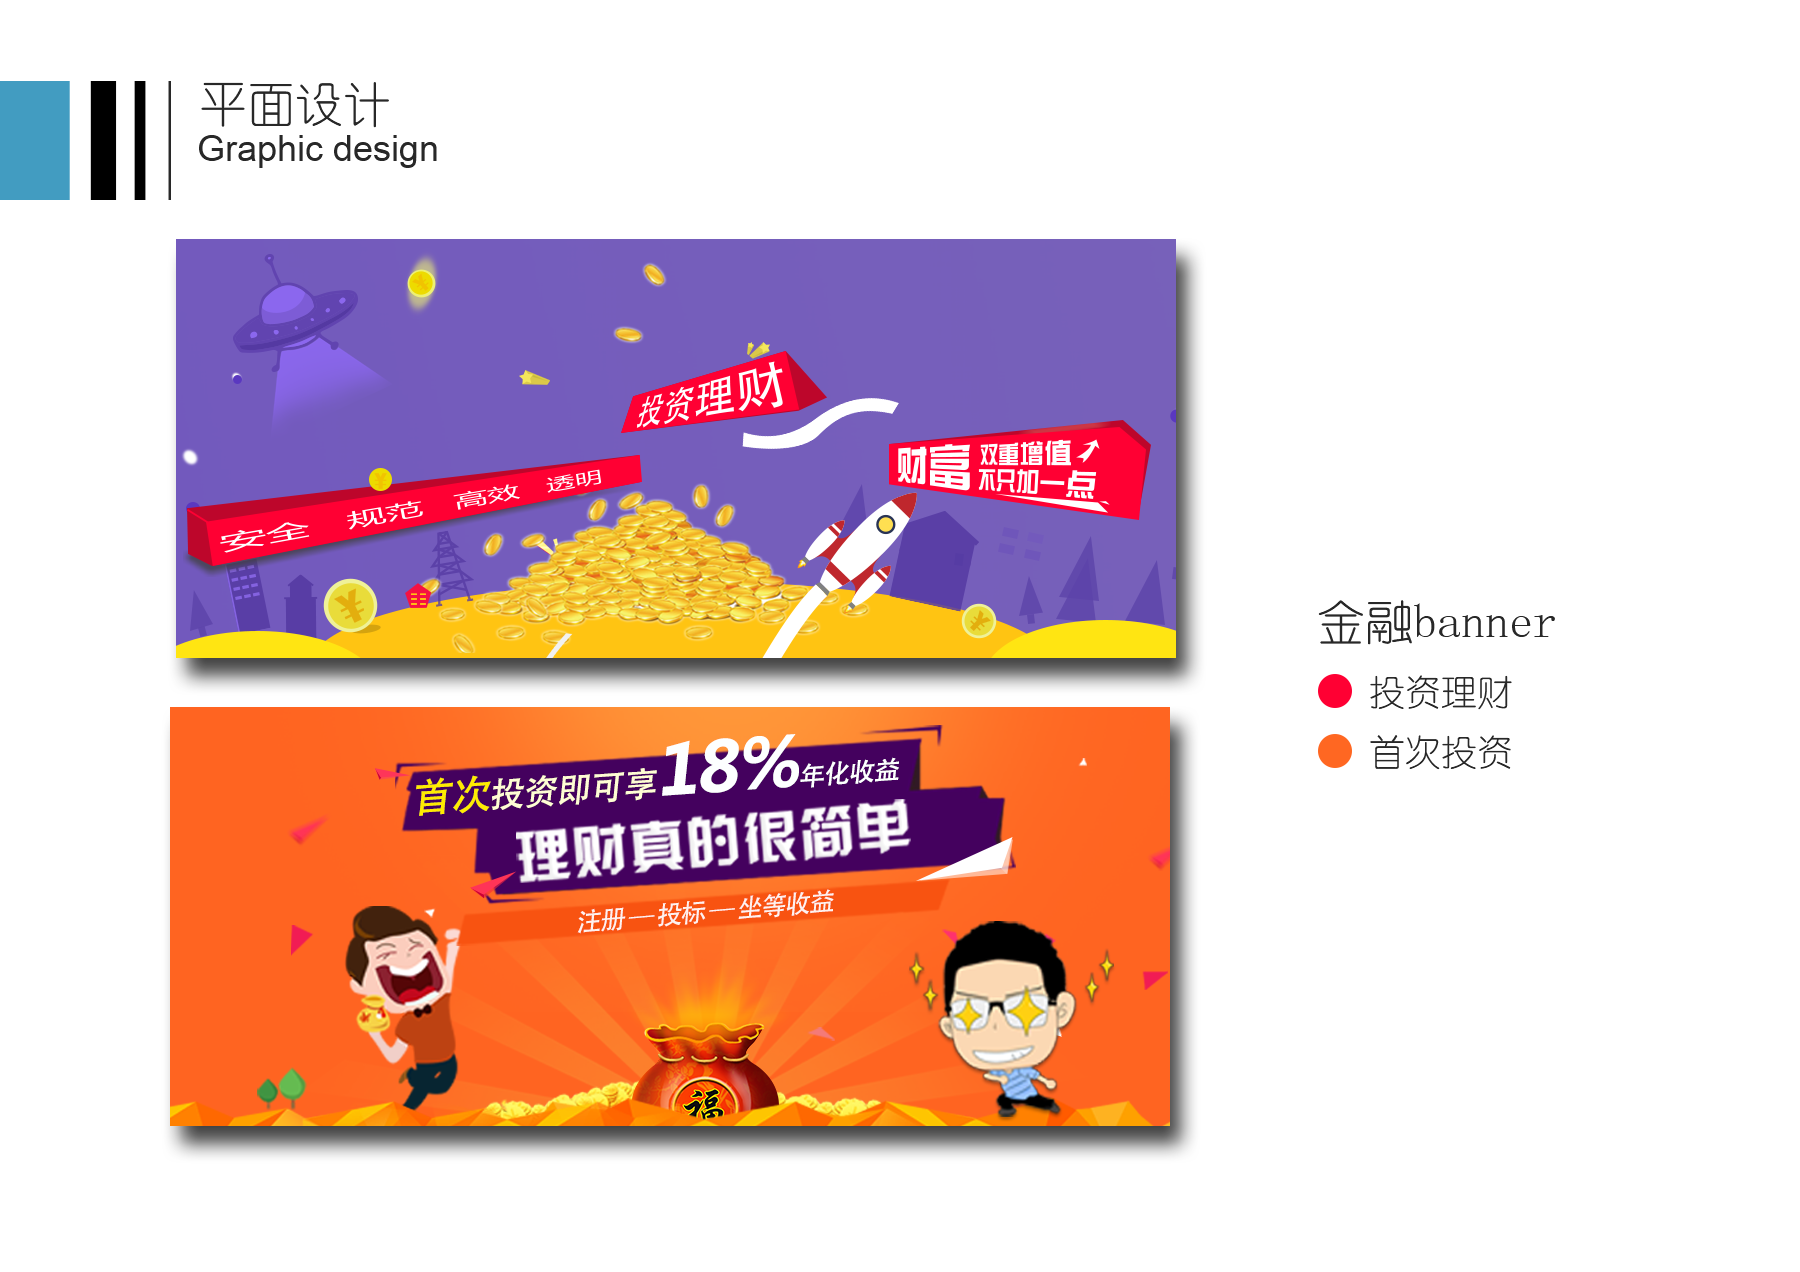 平面设计
Graphic design
投资理财
财富 双重增值
不只加一点
安全 规范 高效 透明
首次投资即可享18%年化收益
理财真的很简单
注册—投标—坐等收益
福
金融banner
投资理财
首次投资